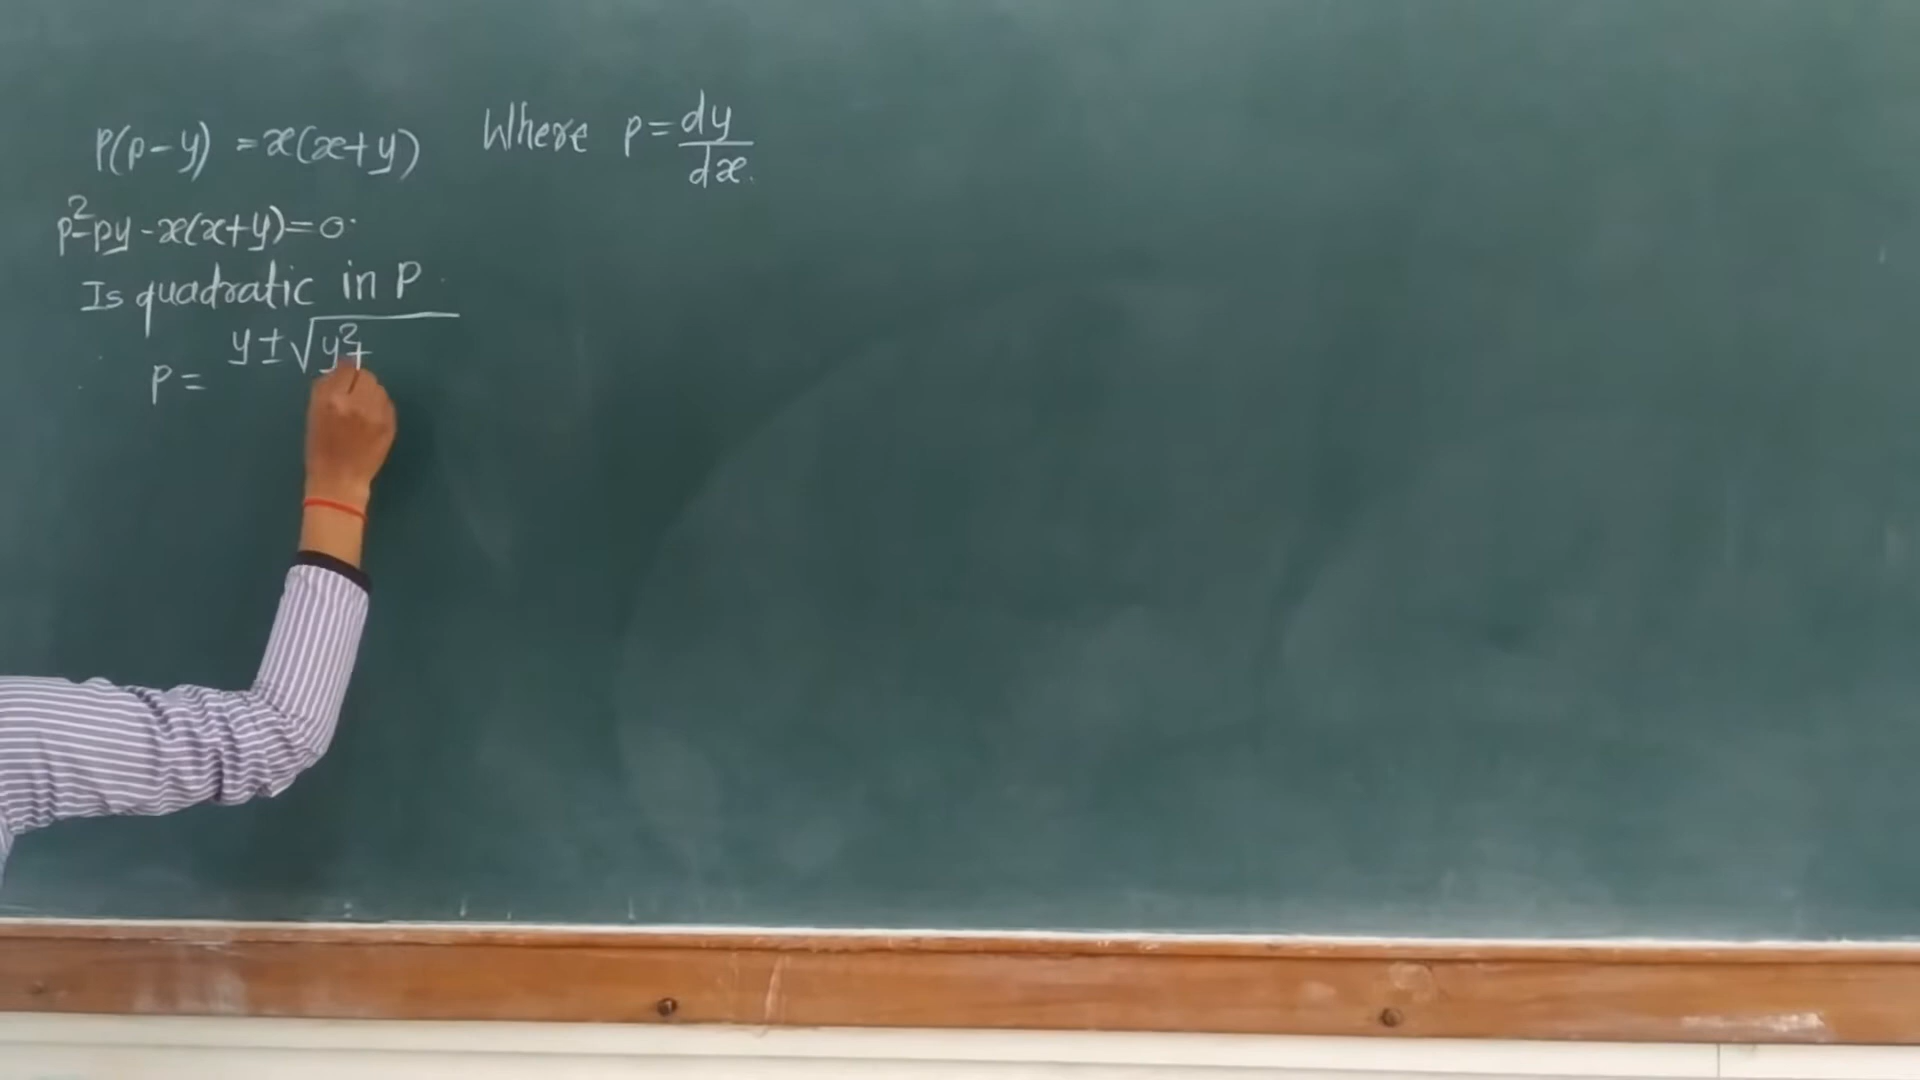 P(p-y) = x(x+y) Where p = dy/dx.
p²-py-x(x+y)=0.
Is quadratic in P.
P = y±√y²+